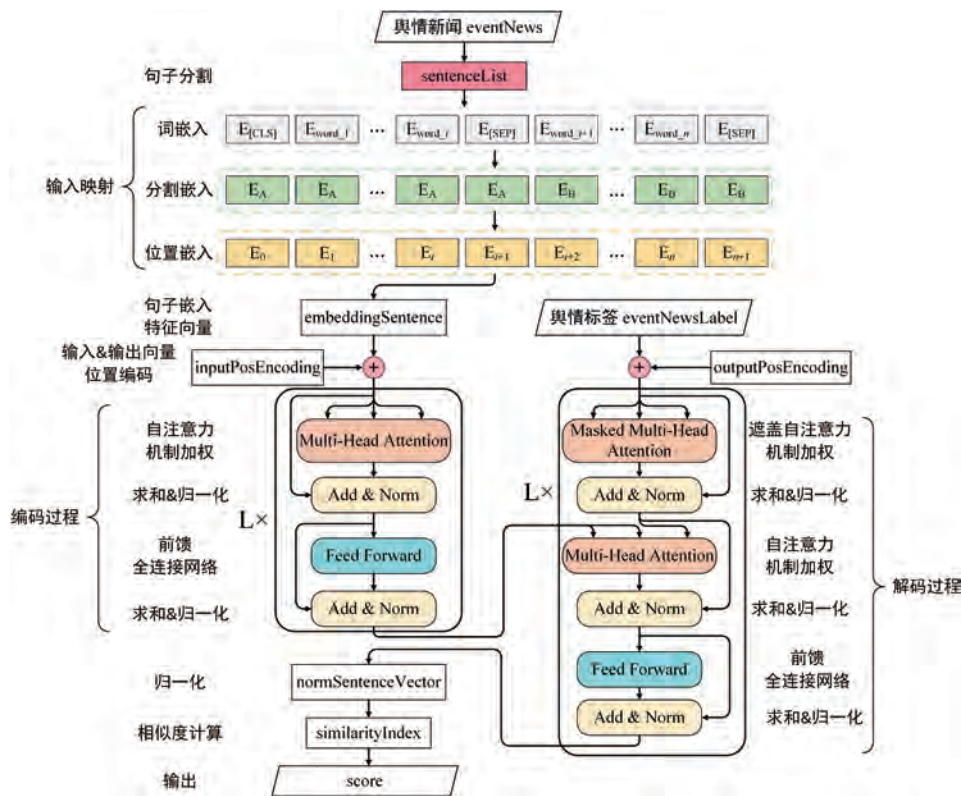 舆情新闻 eventNews
句子分割
sentenceList
词嵌入
E[CLS] Eword_1 ... Eword_i E[SEP] Eword_i+1 ... Eword_n E[SEP]
输入映射
分割嵌入
EA EA ... EA EA EB ... EB EB
位置嵌入
E0 E1 ... Ei Ei+1 Ei+2 ... En En+1
句子嵌入
特征向量
embeddingSentence
舆情标签 eventNewsLabel
输入&输出向量
位置编码
inputPosEncoding
+
+
outputPosEncoding
编码过程
自注意力
机制加权
Multi-Head Attention
求和&归一化
Add & Norm
L×
前馈
全连接网络
Feed Forward
求和&归一化
Add & Norm
Masked Multi-Head
Attention
遮盖自注意力
机制加权
L×
Add & Norm
求和&归一化
Multi-Head Attention
自注意力
机制加权
解码过程
Add & Norm
求和&归一化
Feed Forward
前馈
全连接网络
Add & Norm
求和&归一化
归一化
normSentenceVector
相似度计算
similarityIndex
输出
score